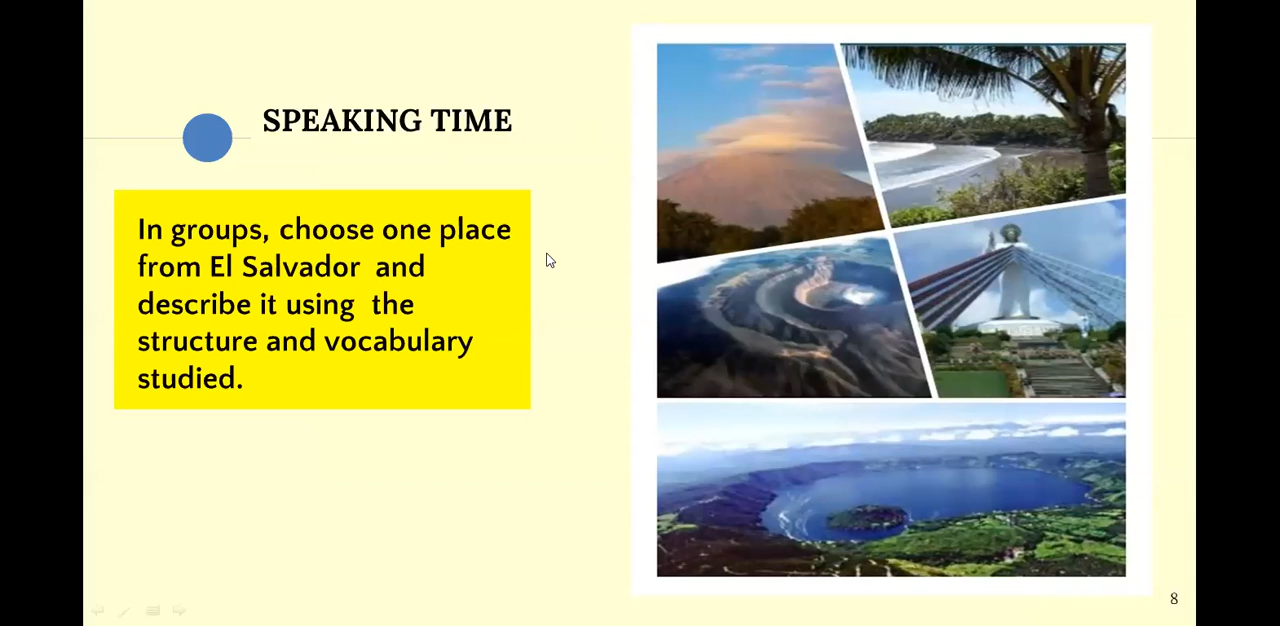 SPEAKING TIME
In groups, choose one place
from El Salvador and
describe it using the
structure and vocabulary
studied.
8